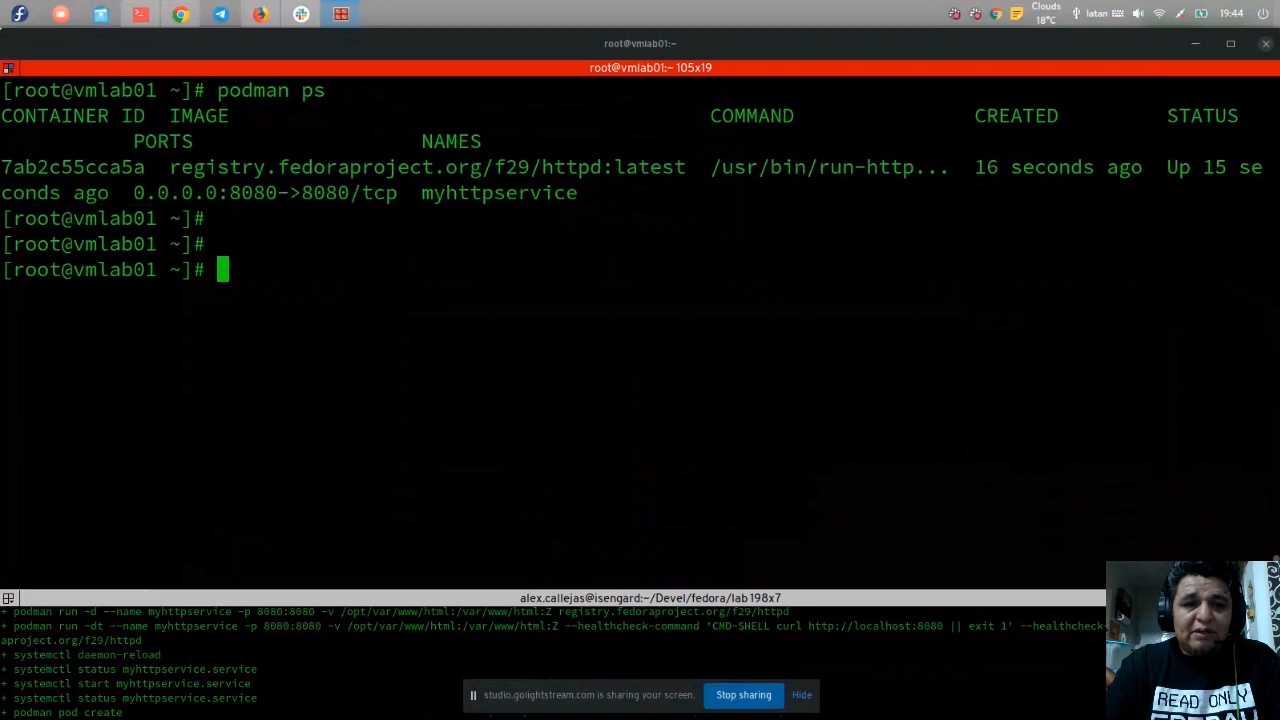 Clouds
18°C
latan
19:44
root@vmlab01:~
root@vmlab01:~ 105x19
[root@vmlab01 ~]# podman ps
CONTAINER ID  IMAGE                                        COMMAND               CREATED         STATUS
           PORTS                   NAMES
7ab2c55cca5a  registry.fedoraproject.org/f29/httpd:latest  /usr/bin/run-http...  16 seconds ago  Up 15 se
conds ago  0.0.0.0:8080->8080/tcp  myhttpservice
[root@vmlab01 ~]#
[root@vmlab01 ~]#
[root@vmlab01 ~]#
alex.callejas@isengard:~/Devel/fedora/lab 198x7
+ podman run -d --name myhttpservice -p 8080:8080 -v /opt/var/www/html:/var/www/html:Z registry.fedoraproject.org/f29/httpd
+ podman run -dt --name myhttpservice -p 8080:8080 -v /opt/var/www/html:/var/www/html:Z --healthcheck-command 'CMD-SHELL curl http://localhost:8080 || exit 1' --healthcheck-
aproject.org/f29/httpd
+ systemctl daemon-reload
+ systemctl status myhttpservice.service
+ systemctl start myhttpservice.service
+ systemctl status myhttpservice.service
+ podman pod create
studio.golightstream.com is sharing your screen.
Stop sharing
Hide
READ ONLY